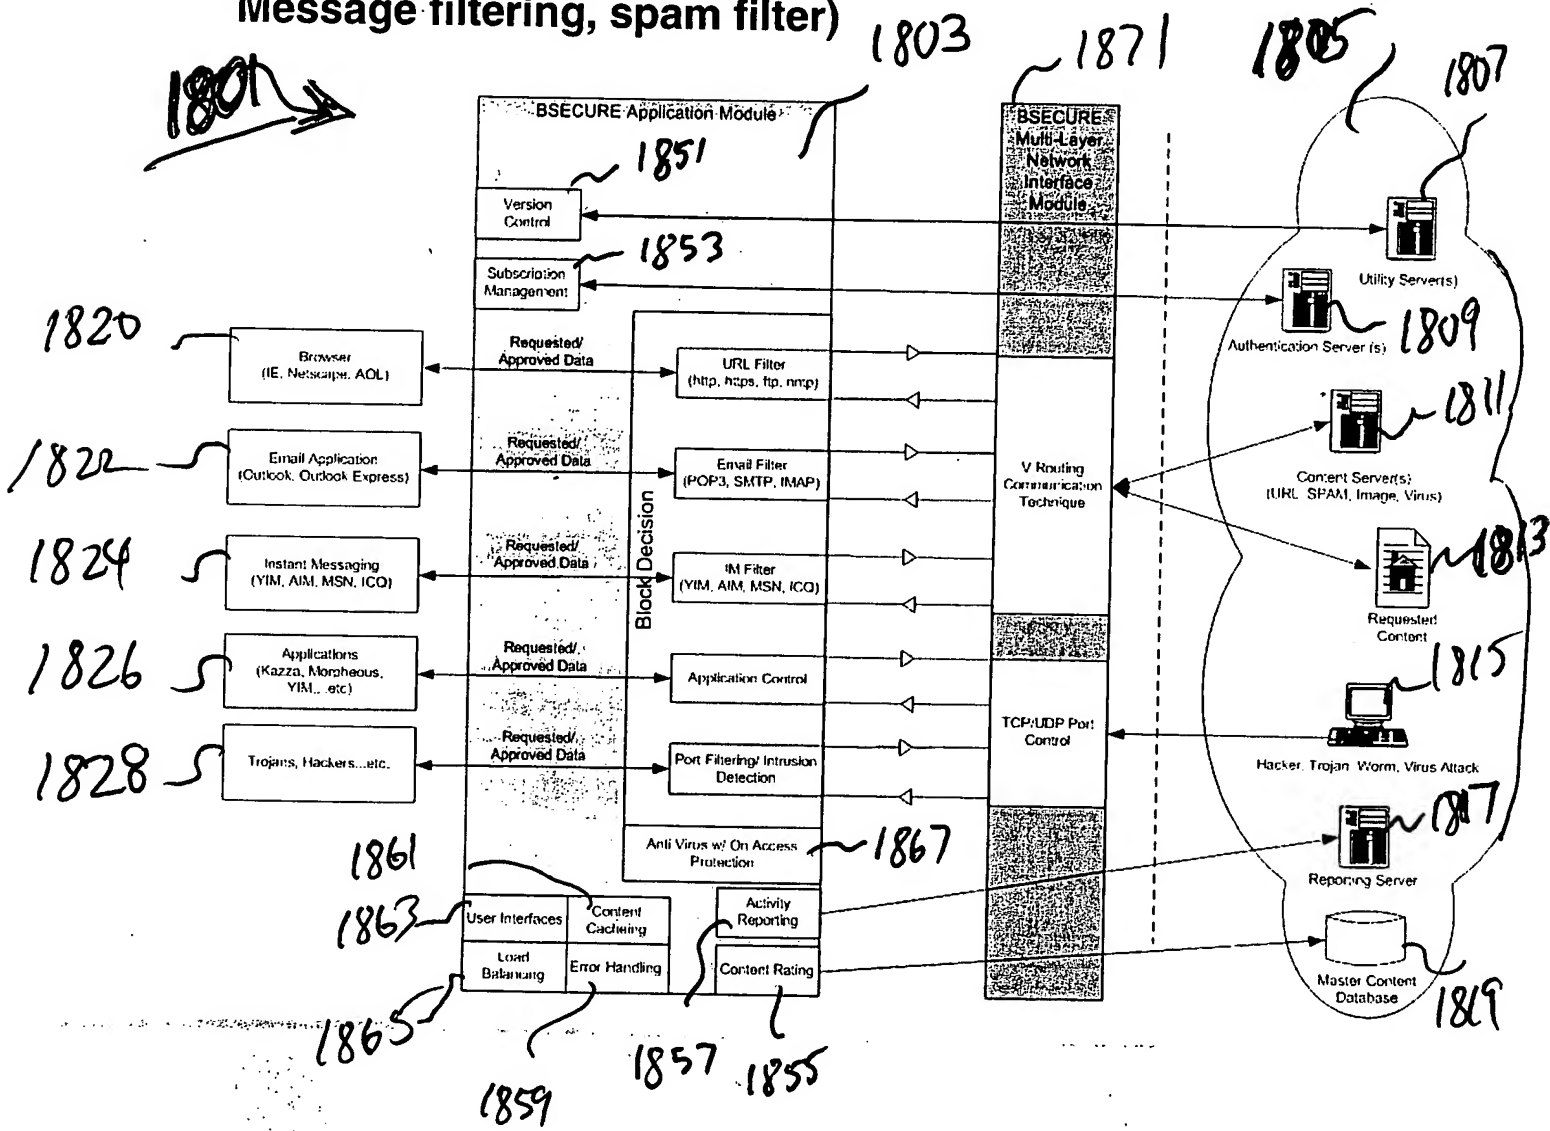 Message filtering, spam filter)
1801
1803
1871
1805
1807
BSECURE Application Module
1851
Version
Control
1853
Subscription
Management
BSECURE
Multi-Layer
Network
Interface
Module
Utility Server(s)
1809
Authentication Server (s)
1820
Browser
(IE, Netscape, AOL)
Requested/
Approved Data
URL Filter
(http, https, ftp, nntp)
1811
Content Server(s)
(URL, SPAM, Image, Virus)
1822
Email Application
(Outlook, Outlook Express)
Requested/
Approved Data
Email Filter
(POP3, SMTP, IMAP)
V Routing
Communication
Technique
Block Decision
1813
Requested
Content
1824
Instant Messaging
(YIM, AIM, MSN, ICQ)
Requested/
Approved Data
IM Filter
(YIM, AIM, MSN, ICQ)
1826
Applications
(Kazza, Morpheous,
YIM... etc)
Requested/
Approved Data
Application Control
1815
Hacker, Trojan, Worm, Virus Attack
1828
Trojans, Hackers...etc.
Requested/
Approved Data
Port Filtering/ Intrusion
Detection
TCP/UDP Port
Control
1817
Reporting Server
Anti Virus w/ On Access
Protection
1867
1861
1863
User Interfaces
Content
Cacheing
Activity
Reporting
Load
Balancing
Error Handling
Content Rating
Master Content
Database
1819
1865
1859
1857
1855